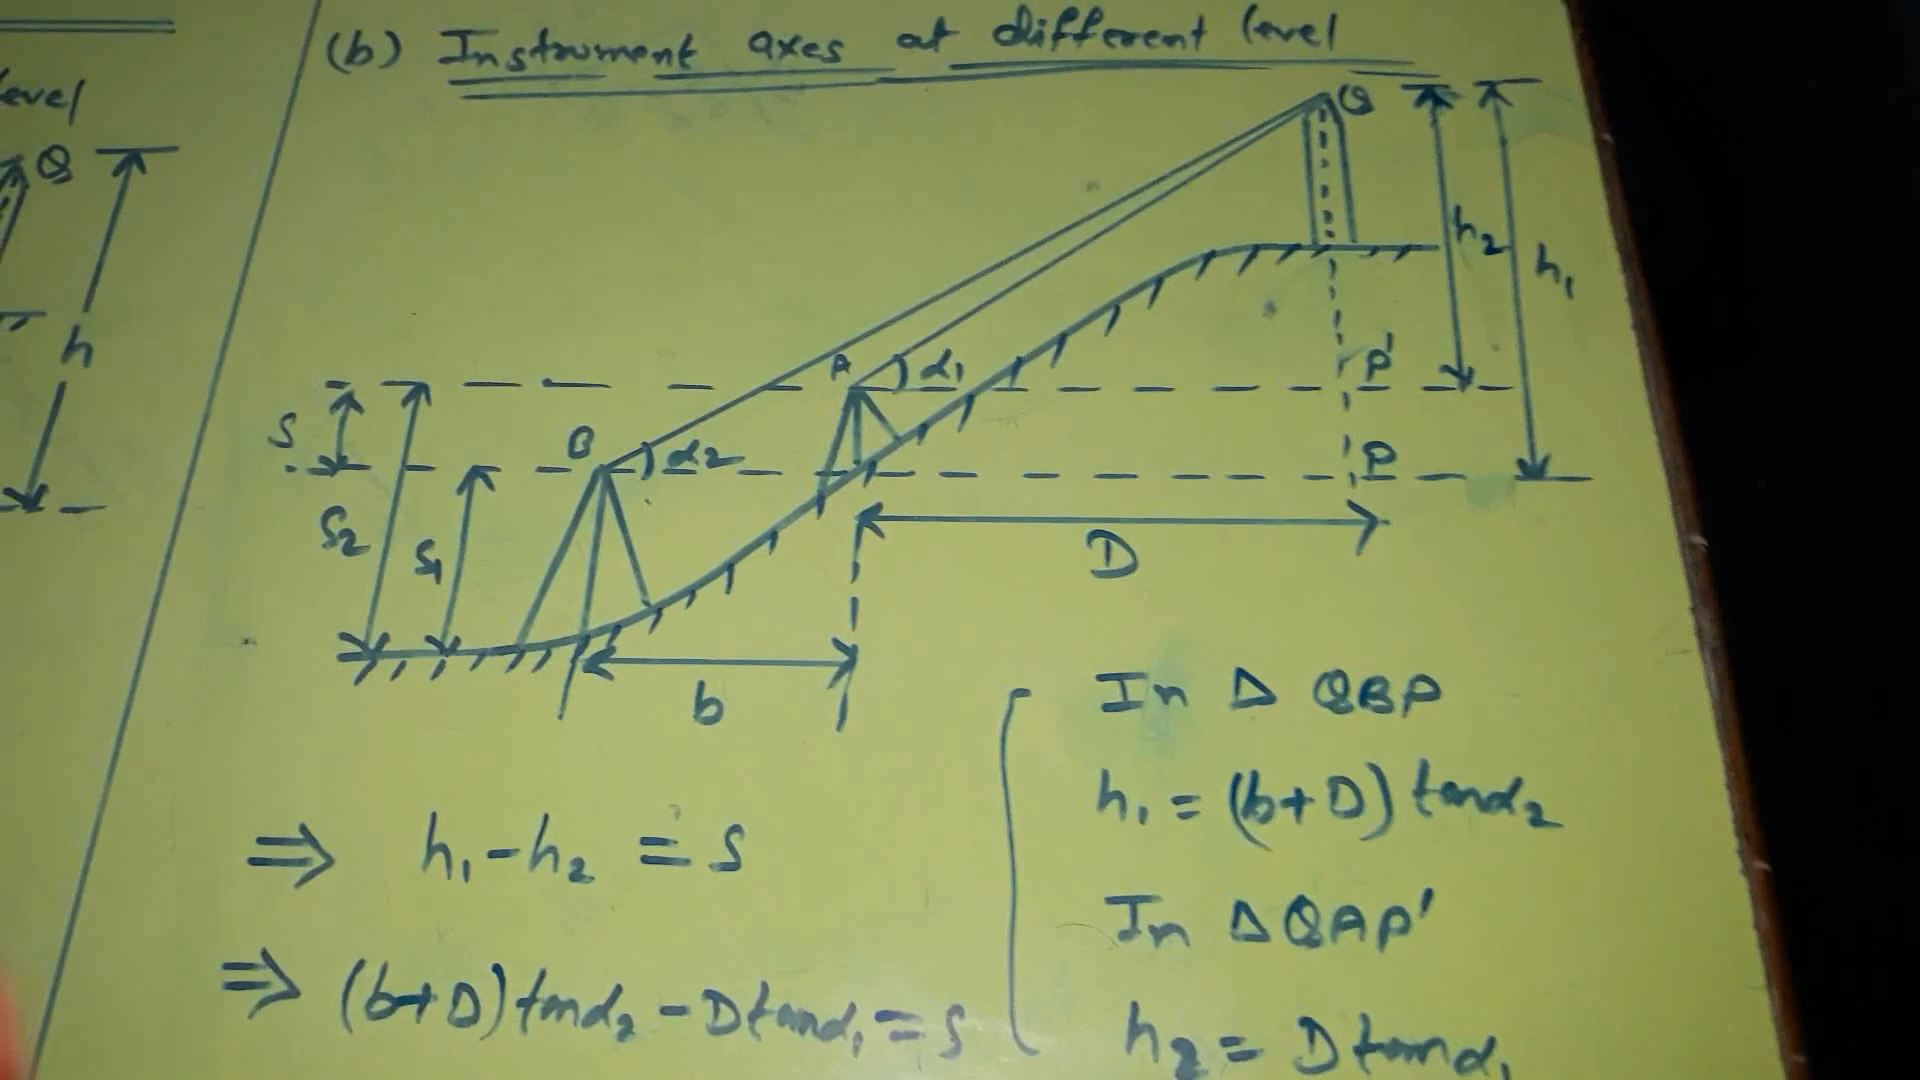 evel
Q
h
(b) Instrument axes at different level
Q
h2
h1
A
α1
P'
S
B
α2
P
S2
S1
D
b
In Δ QBP
h1 = (b+D) tanα2
In Δ QAP'
h2 = D tanα1
⇒ h1 - h2 = S
⇒ (b+D) tanα2 - D tanα1 = S